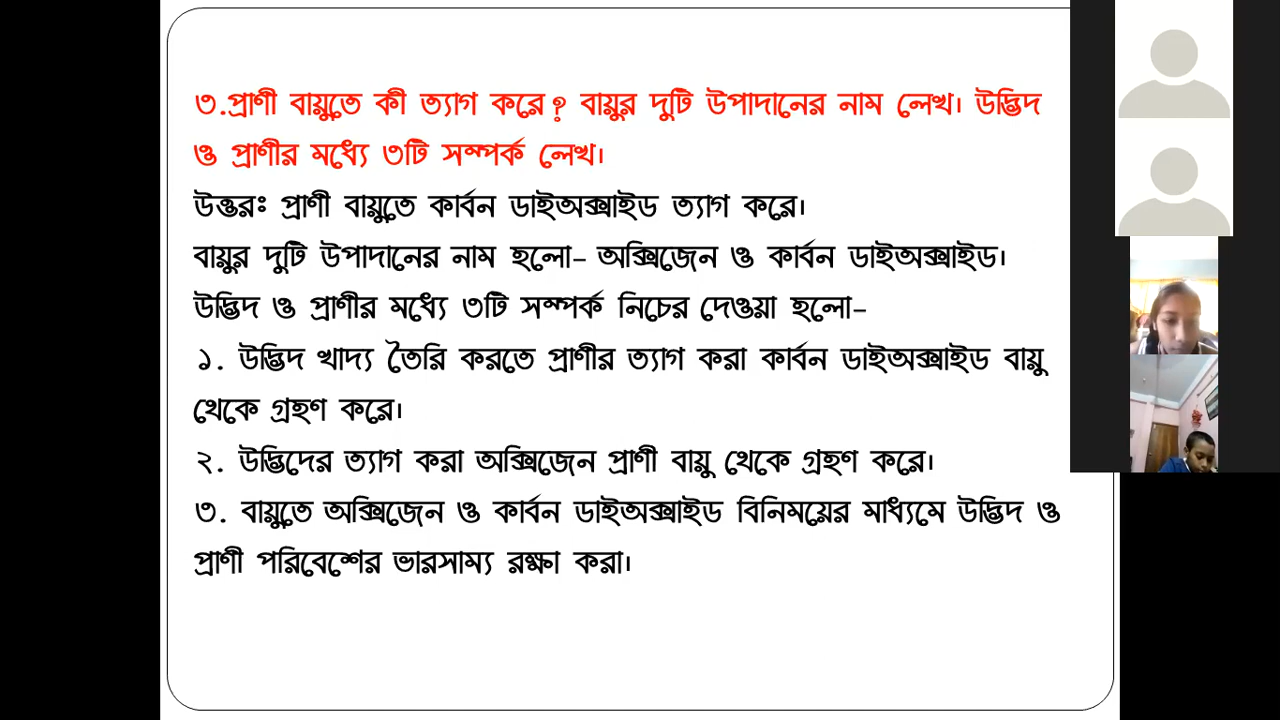 ৩.প্রাণী বায়ুতে কী ত্যাগ করে? বায়ুর দুটি উপাদানের নাম লেখ। উদ্ভিদ
ও প্রাণীর মধ্যে ৩টি সম্পর্ক লেখ।
উত্তরঃ প্রাণী বায়ুতে কার্বন ডাইঅক্সাইড ত্যাগ করে।
বায়ুর দুটি উপাদানের নাম হলো- অক্সিজেন ও কার্বন ডাইঅক্সাইড।
উদ্ভিদ ও প্রাণীর মধ্যে ৩টি সম্পর্ক নিচের দেওয়া হলো-
১. উদ্ভিদ খাদ্য তৈরি করতে প্রাণীর ত্যাগ করা কার্বন ডাইঅক্সাইড বায়ু
থেকে গ্রহণ করে।
২. উদ্ভিদের ত্যাগ করা অক্সিজেন প্রাণী বায়ু থেকে গ্রহণ করে।
৩. বায়ুতে অক্সিজেন ও কার্বন ডাইঅক্সাইড বিনিময়ের মাধ্যমে উদ্ভিদ ও
প্রাণী পরিবেশের ভারসাম্য রক্ষা করা।